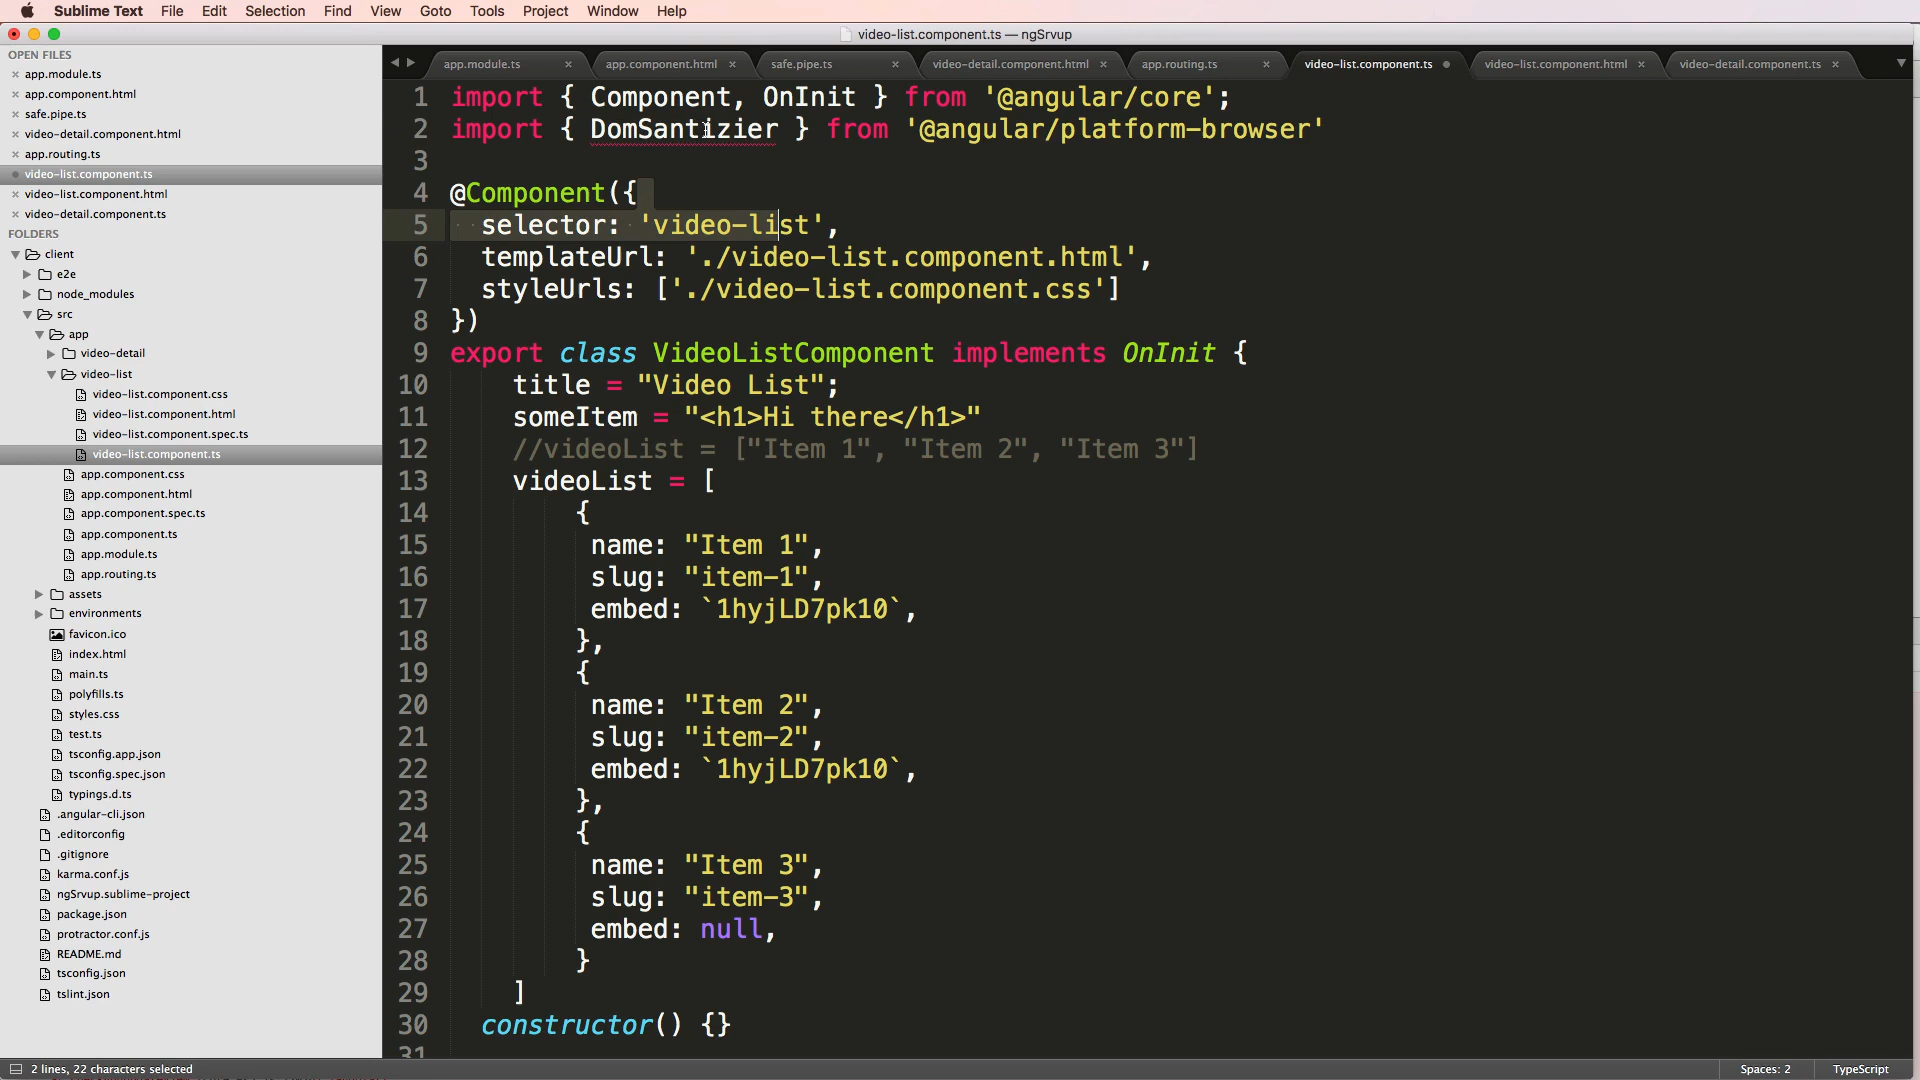 Sublime Text File Edit Selection Find View Goto Tools Project Window Help
video-list.component.ts — ngSrvup
OPEN FILES
app.module.ts
app.component.html
safe.pipe.ts
video-detail.component.html
app.routing.ts
video-list.component.ts
video-list.component.html
video-detail.component.ts
FOLDERS
client
e2e
node_modules
src
app
video-detail
video-list
video-list.component.css
video-list.component.html
video-list.component.spec.ts
video-list.component.ts
app.component.css
app.component.html
app.component.spec.ts
app.component.ts
app.module.ts
app.routing.ts
assets
environments
favicon.ico
index.html
main.ts
polyfills.ts
styles.css
test.ts
tsconfig.app.json
tsconfig.spec.json
typings.d.ts
.angular-cli.json
.editorconfig
.gitignore
karma.conf.js
ngSrvup.sublime-project
package.json
protractor.conf.js
README.md
tsconfig.json
tslint.json
app.module.ts app.component.html safe.pipe.ts video-detail.component.html app.routing.ts video-list.component.ts video-list.component.html video-detail.component.ts
1 import { Component, OnInit } from '@angular/core';
2 import { DomSantizier } from '@angular/platform-browser'
3
4 @Component({
5 selector: 'video-list',
6 templateUrl: './video-list.component.html',
7 styleUrls: ['./video-list.component.css']
8 })
9 export class VideoListComponent implements OnInit {
10 title = "Video List";
11 someItem = "<h1>Hi there</h1>"
12 //videoList = ["Item 1", "Item 2", "Item 3"]
13 videoList = [
14 {
15 name: "Item 1",
16 slug: "item-1",
17 embed: `1hyjLD7pk10`,
18 },
19 {
20 name: "Item 2",
21 slug: "item-2",
22 embed: `1hyjLD7pk10`,
23 },
24 {
25 name: "Item 3",
26 slug: "item-3",
27 embed: null,
28 }
29 ]
30 constructor() {}
31
2 lines, 22 characters selected
Spaces: 2 TypeScript